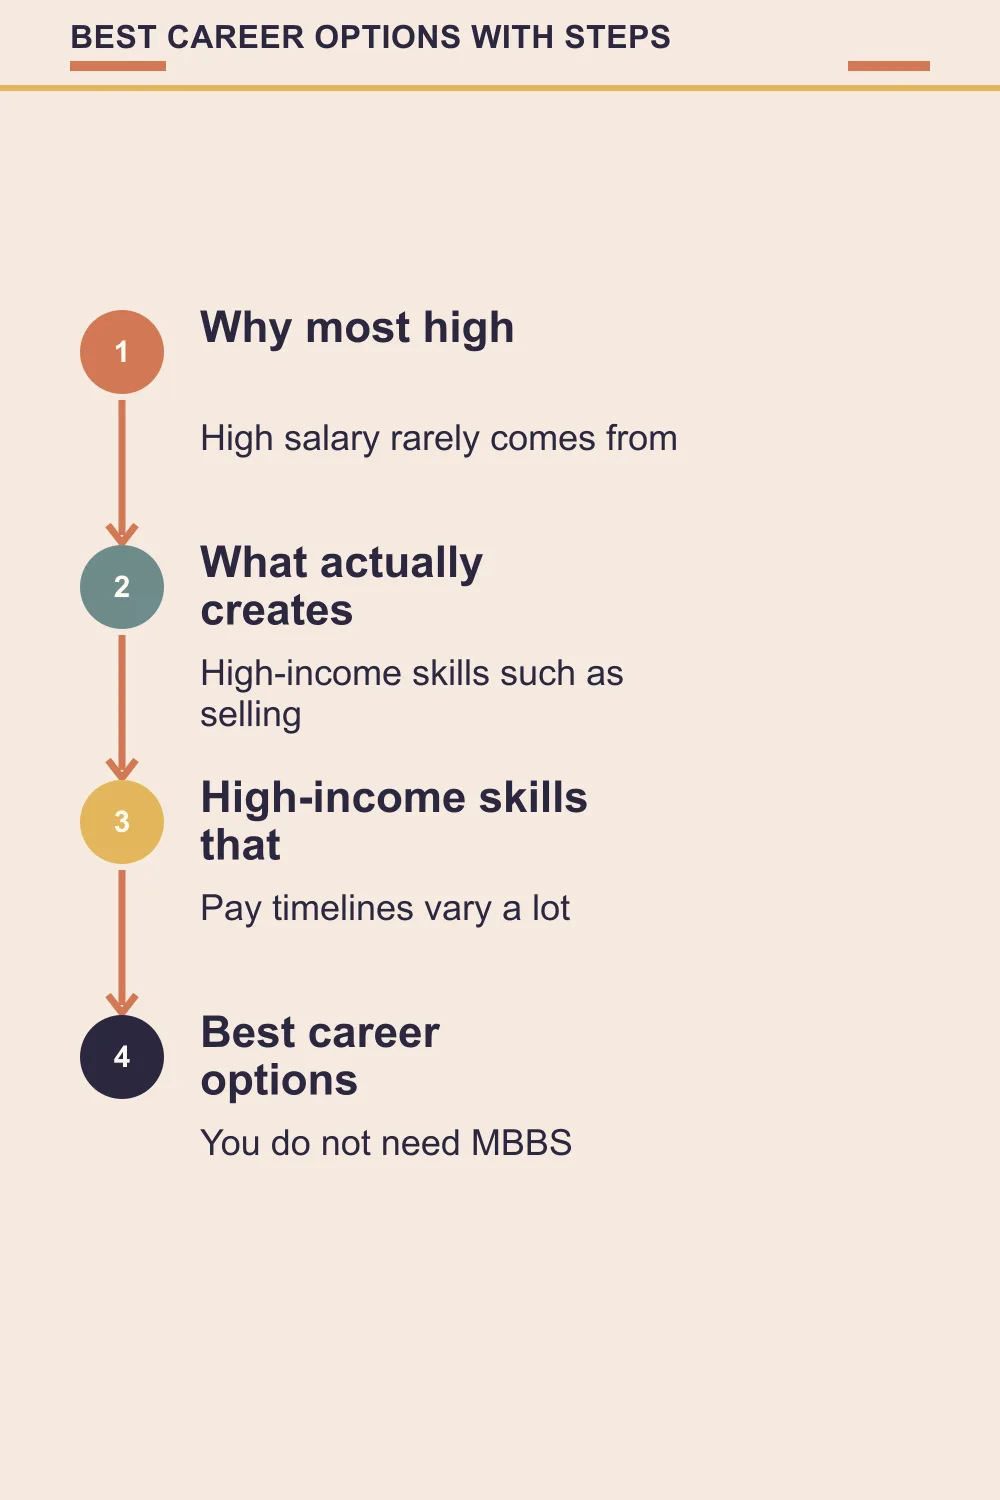 BEST CAREER OPTIONS WITH STEPS
1
Why most high
High salary rarely comes from
2
What actually
creates
High-income skills such as
selling
3
High-income skills
that
Pay timelines vary a lot
4
Best career
options
You do not need MBBS